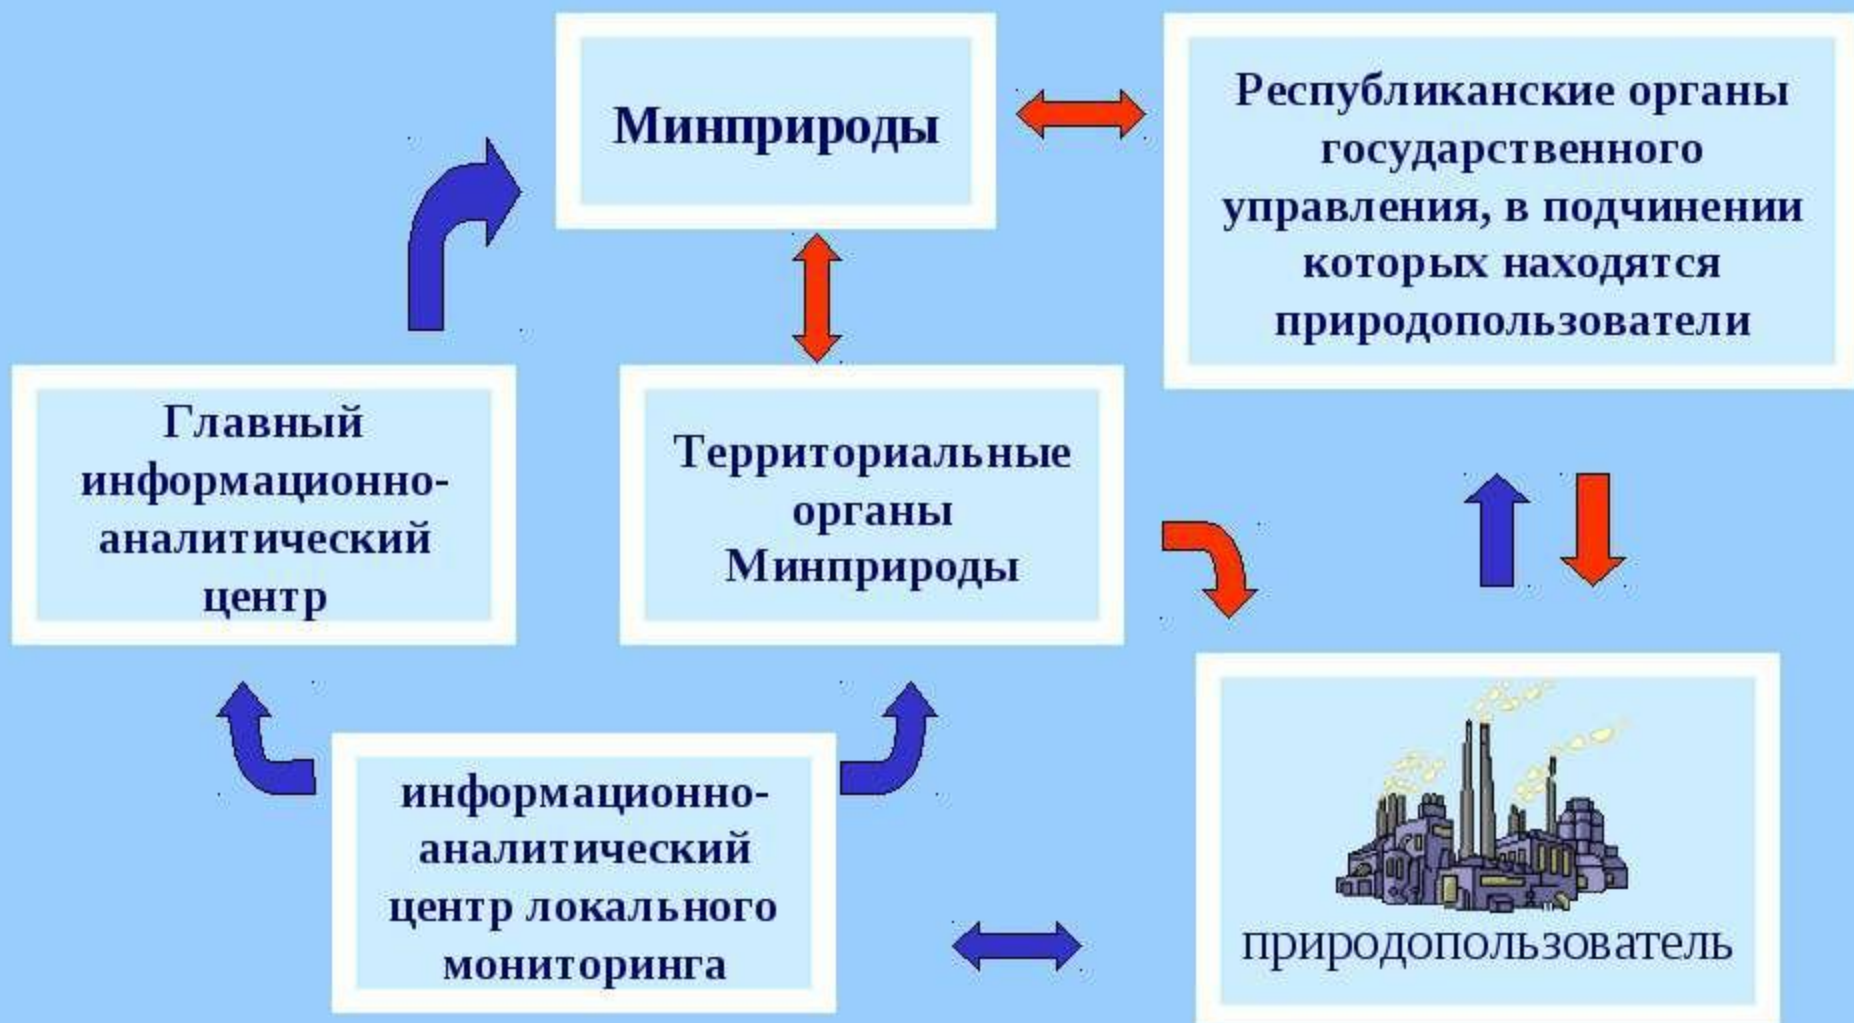 Минприроды
Республиканские органы
государственного
управления, в подчинении
которых находятся
природопользователи
Главный
информационно-
аналитический
центр
Территориальные
органы
Минприроды
информационно-
аналитический
центр локального
мониторинга
природопользователь